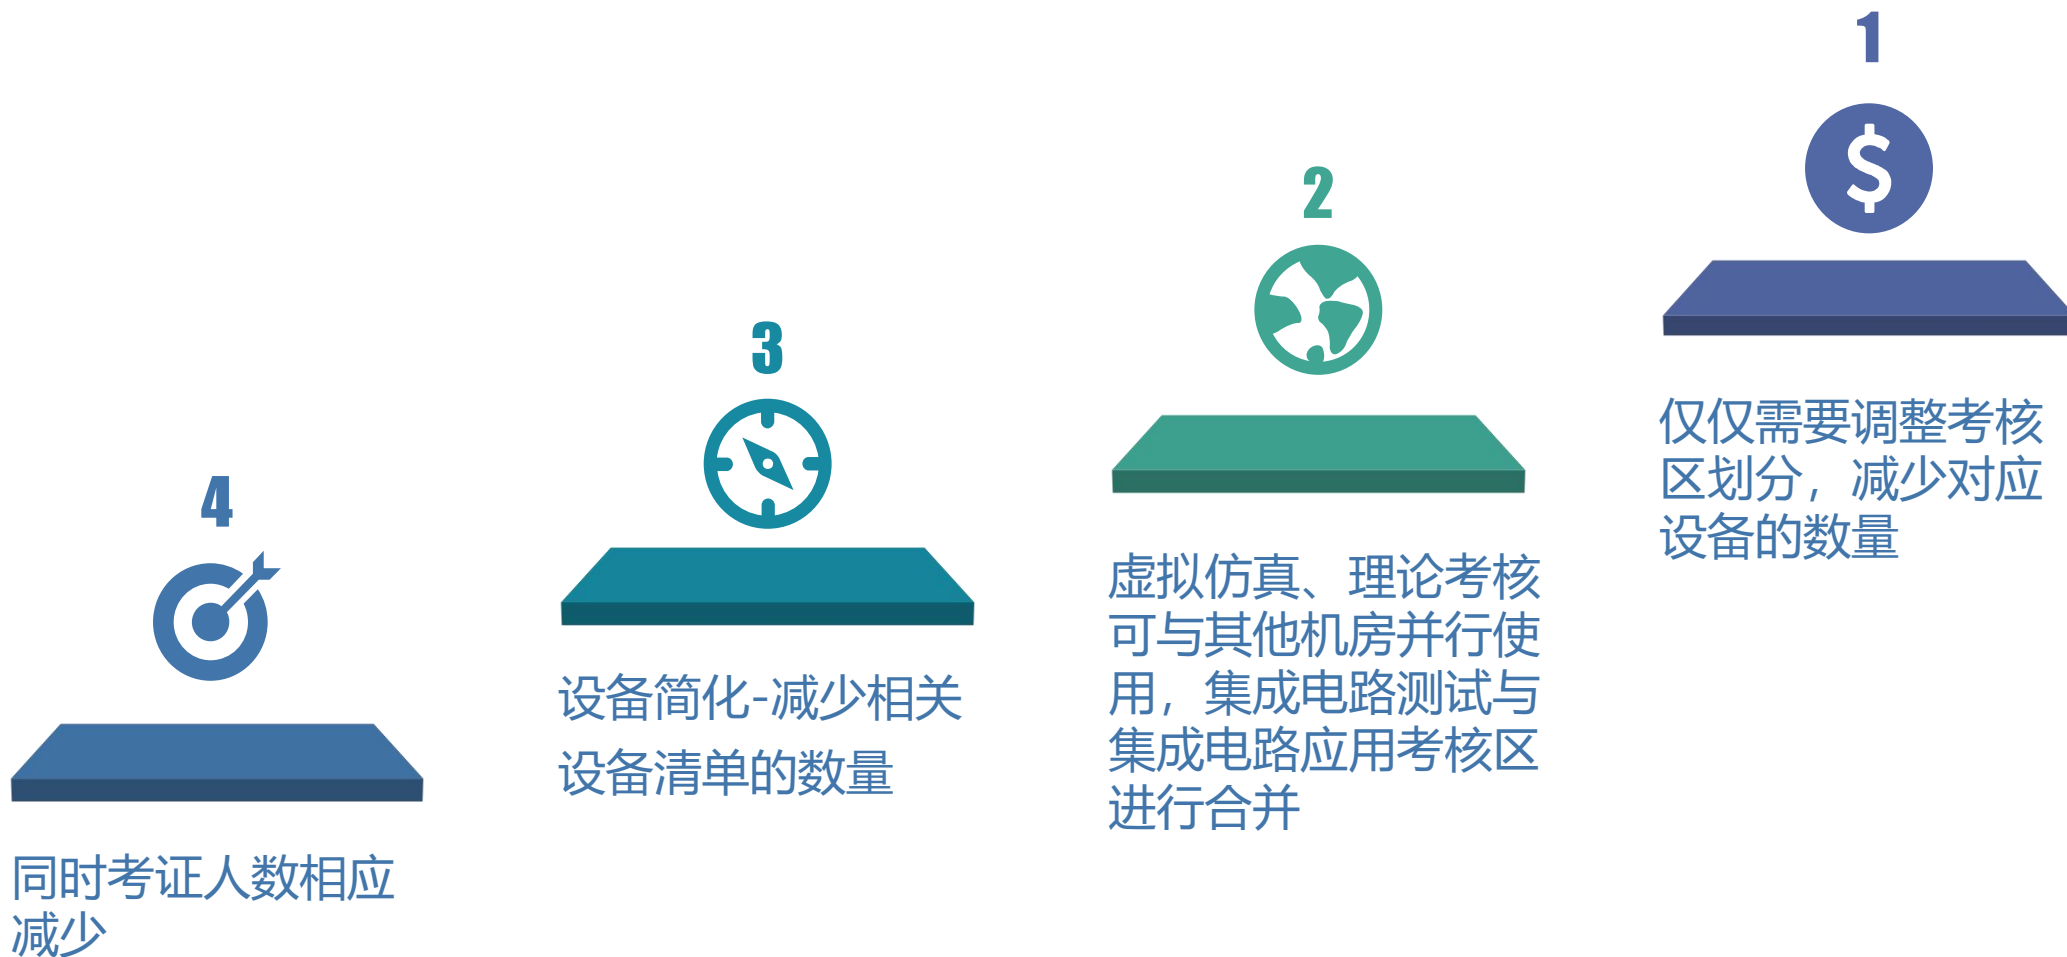 1
仅仅需要调整考核
区划分，减少对应
设备的数量
2
虚拟仿真、理论考核
可与其他机房并行使
用，集成电路测试与
集成电路应用考核区
进行合并
3
设备简化-减少相关
设备清单的数量
4
同时考证人数相应
减少